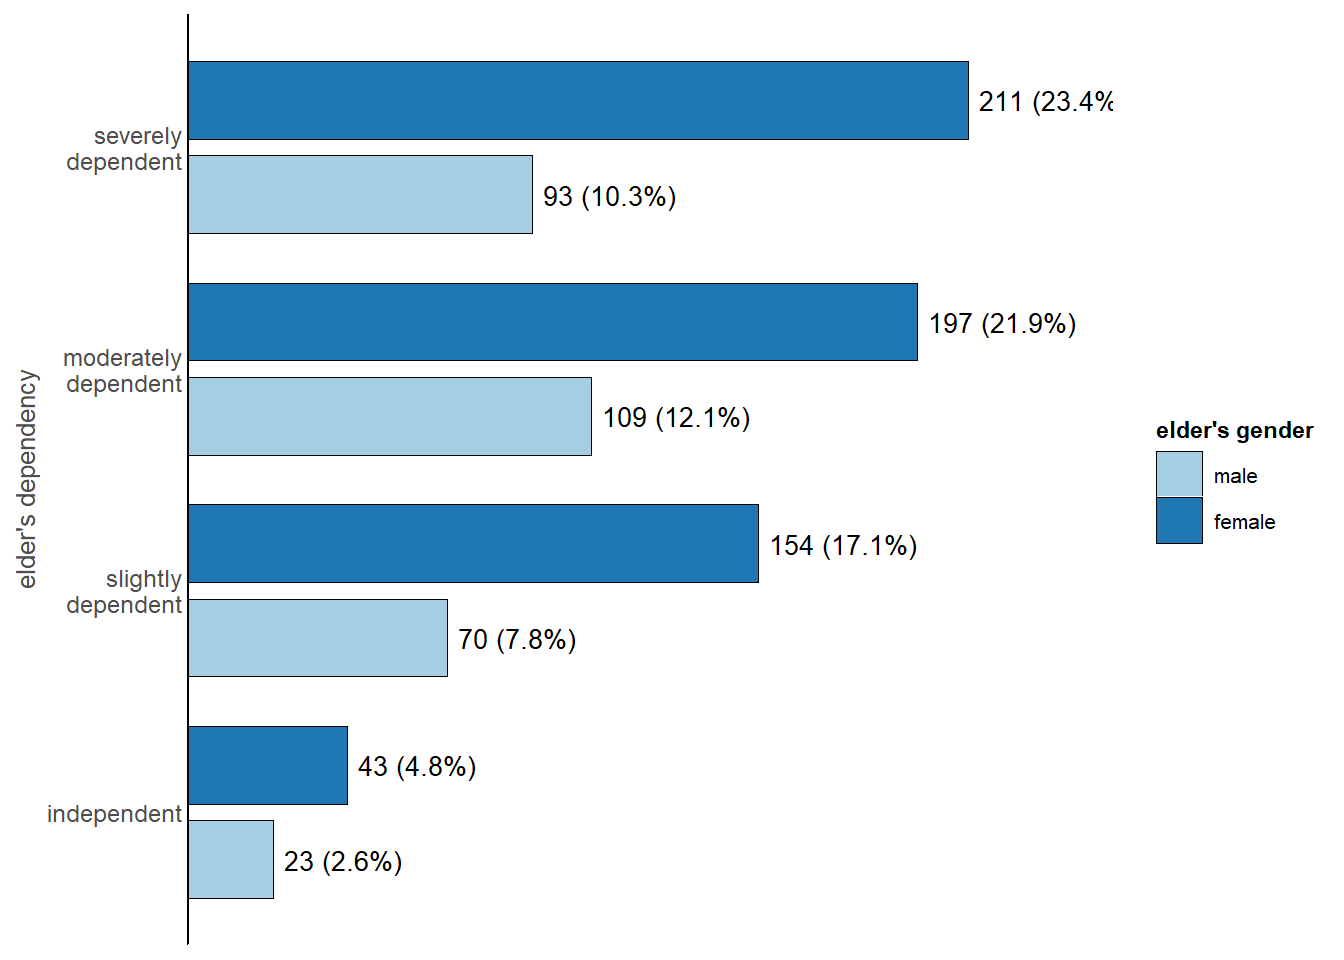 211 (23.4%
severely
dependent
93 (10.3%)
197 (21.9%)
moderately
dependent
109 (12.1%)
elder's dependency
154 (17.1%)
slightly
dependent
70 (7.8%)
43 (4.8%)
independent
23 (2.6%)
elder's gender
male
female